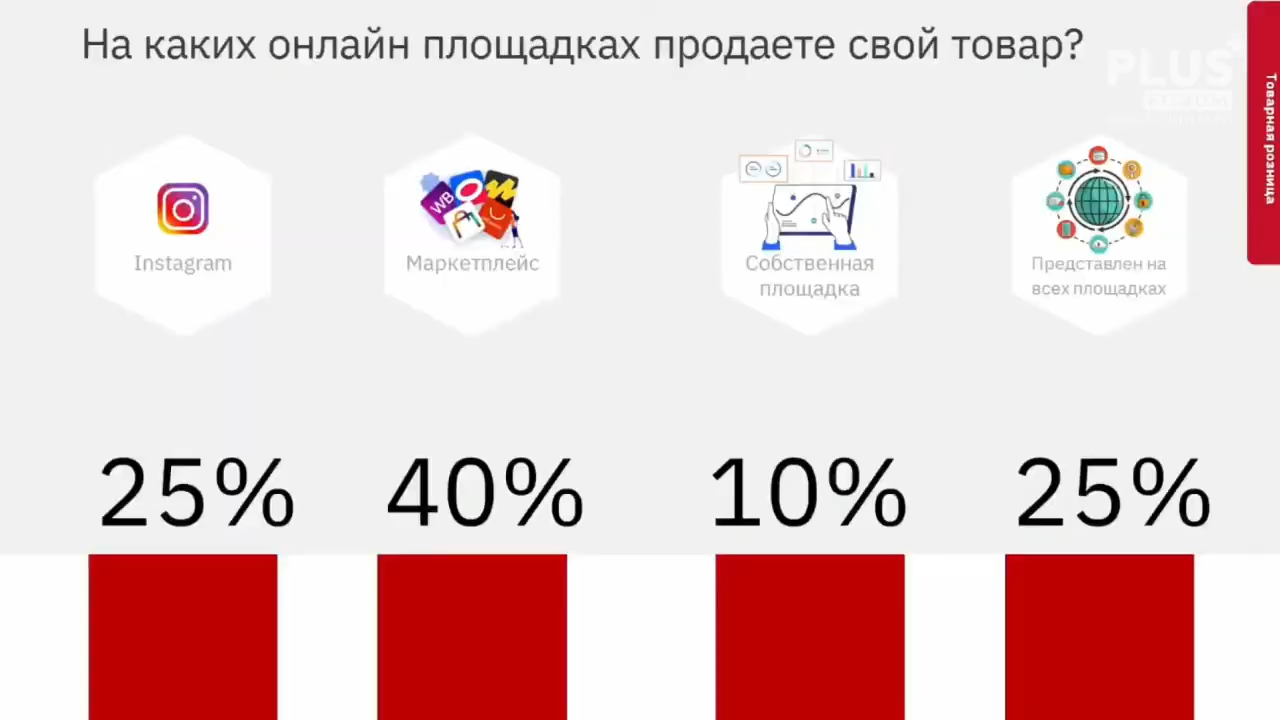 На каких онлайн площадках продаете свой товар?
PLUS
Товарная розница
WB
Instagram
Маркетплейс
Собственная
площадка
Представлен на
всех площадках
25%
40%
10%
25%